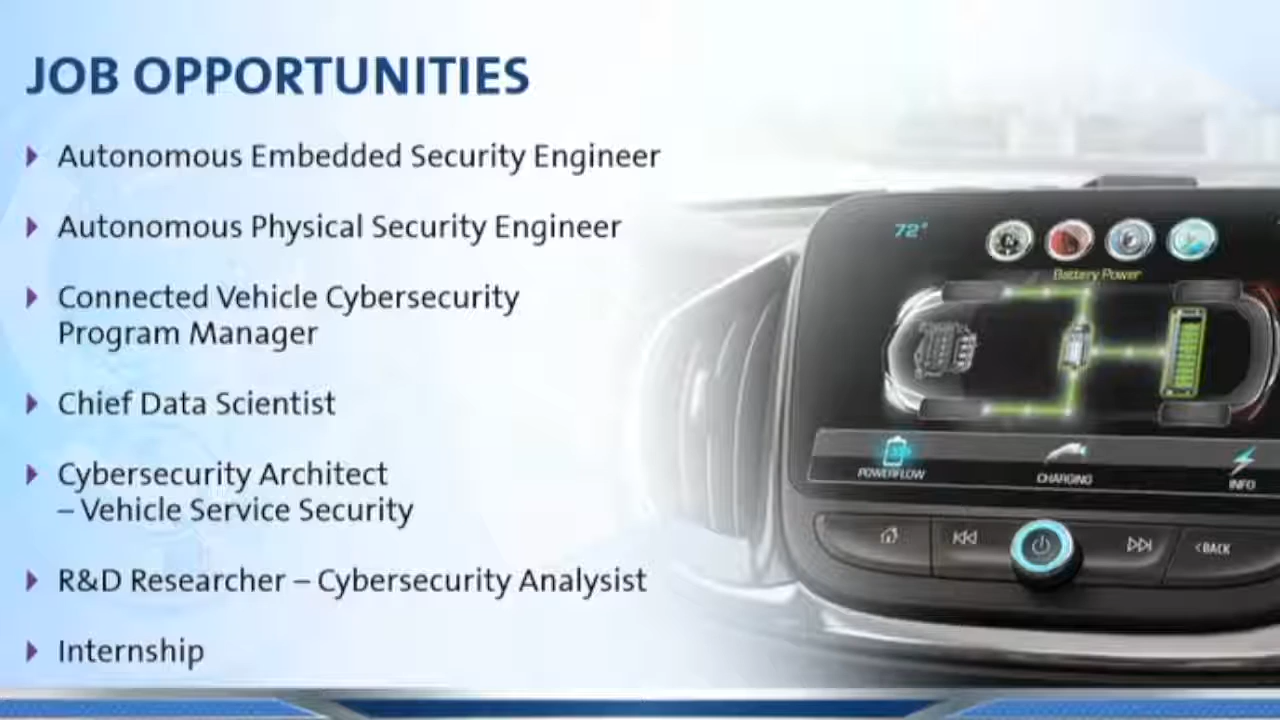 JOB OPPORTUNITIES
Autonomous Embedded Security Engineer
Autonomous Physical Security Engineer
Connected Vehicle Cybersecurity
Program Manager
Chief Data Scientist
Cybersecurity Architect
– Vehicle Service Security
R&D Researcher – Cybersecurity Analysist
Internship
72°
Battery Power
POWERFLOW
CHARGING
INFO
<BACK